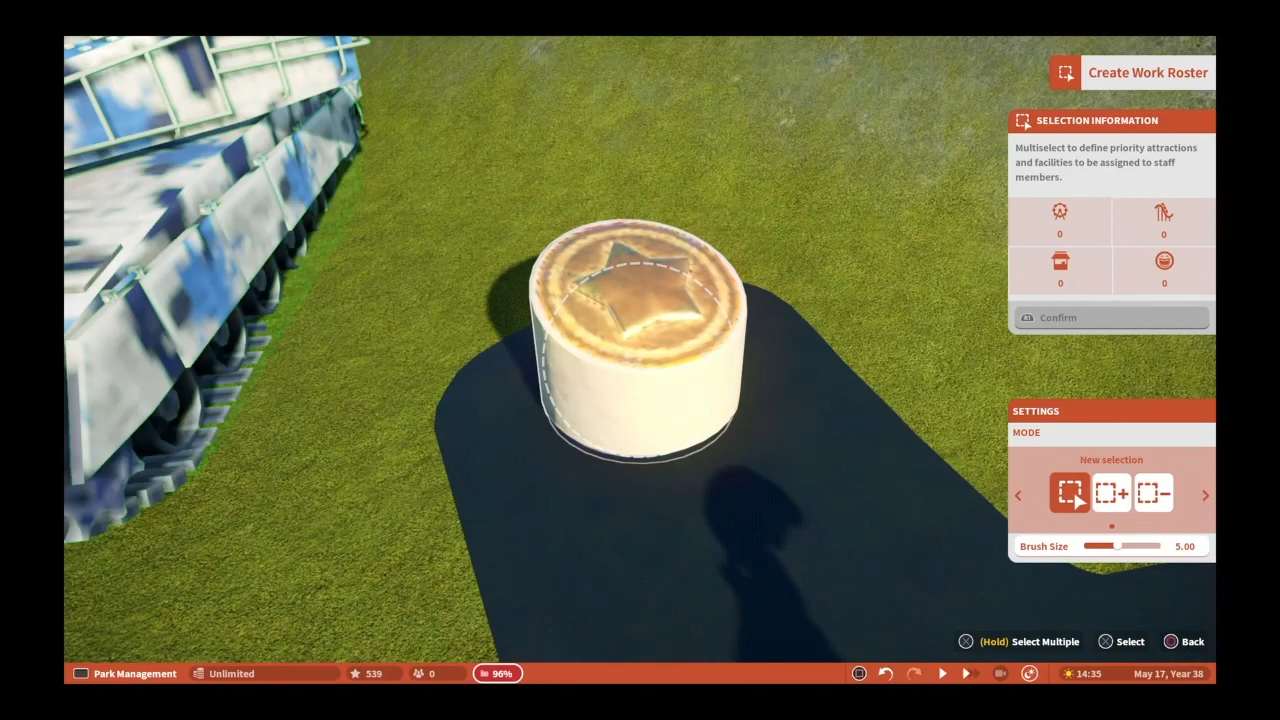 Create Work Roster
SELECTION INFORMATION
Multiselect to define priority attractions
and facilities to be assigned to staff
members.
0
0
0
0
Confirm
SETTINGS
MODE
New selection
Brush Size
5.00
(Hold) Select Multiple
Select
Back
Park Management
Unlimited
539
0
96%
14:35
May 17, Year 38